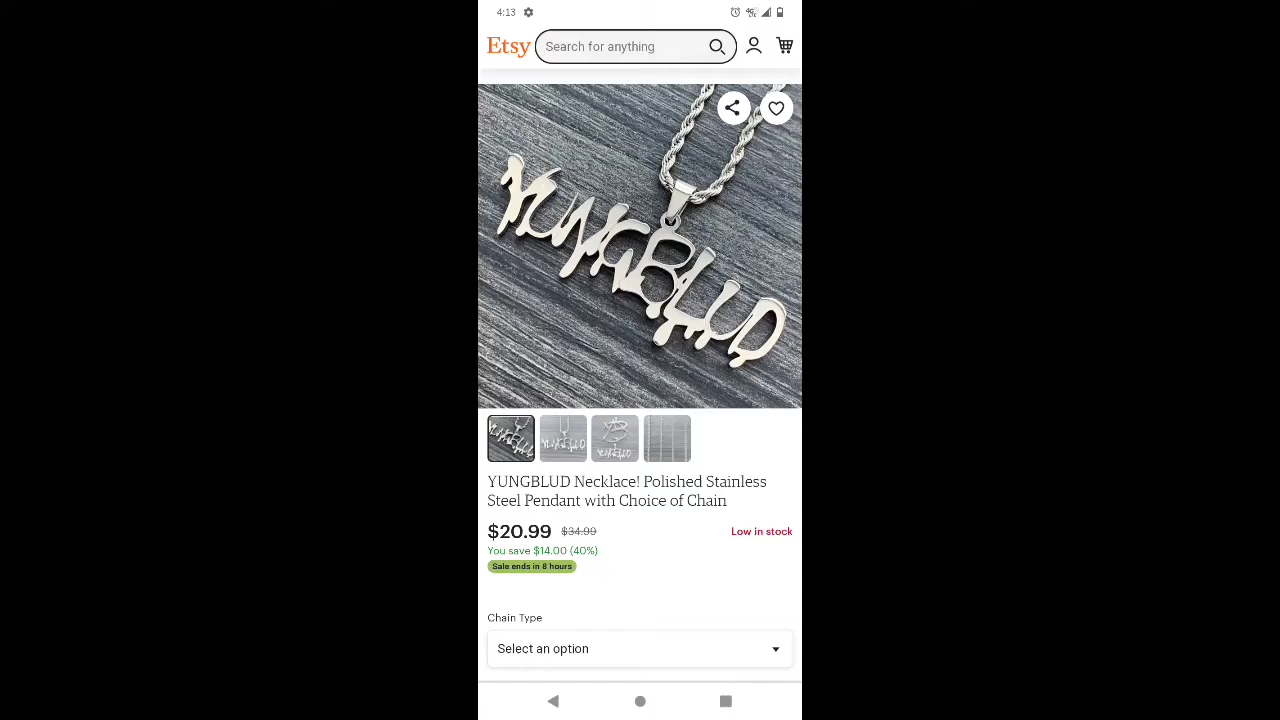 4:13
Etsy
Search for anything
YUNGBLUD
YUNGBLUD Necklace! Polished Stainless
Steel Pendant with Choice of Chain
$20.99 $34.99
Low in stock
You save $14.00 (40%)
Sale ends in 8 hours
Chain Type
Select an option